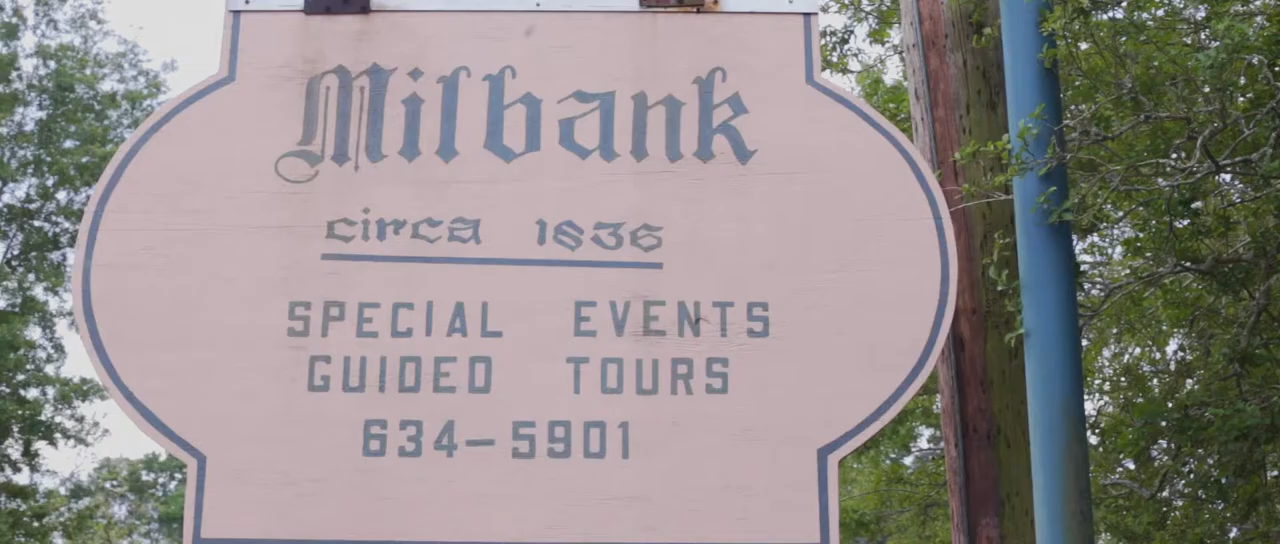 Milbank
circa 1836
SPECIAL EVENTS
GUIDED TOURS
634-5901